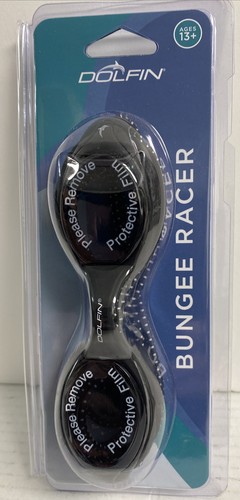 AGES
13+
DOLFIN®
Please Remove
Protective Film
DOLFIN®
Please Remove
Protective Film
BUNGEE RACER